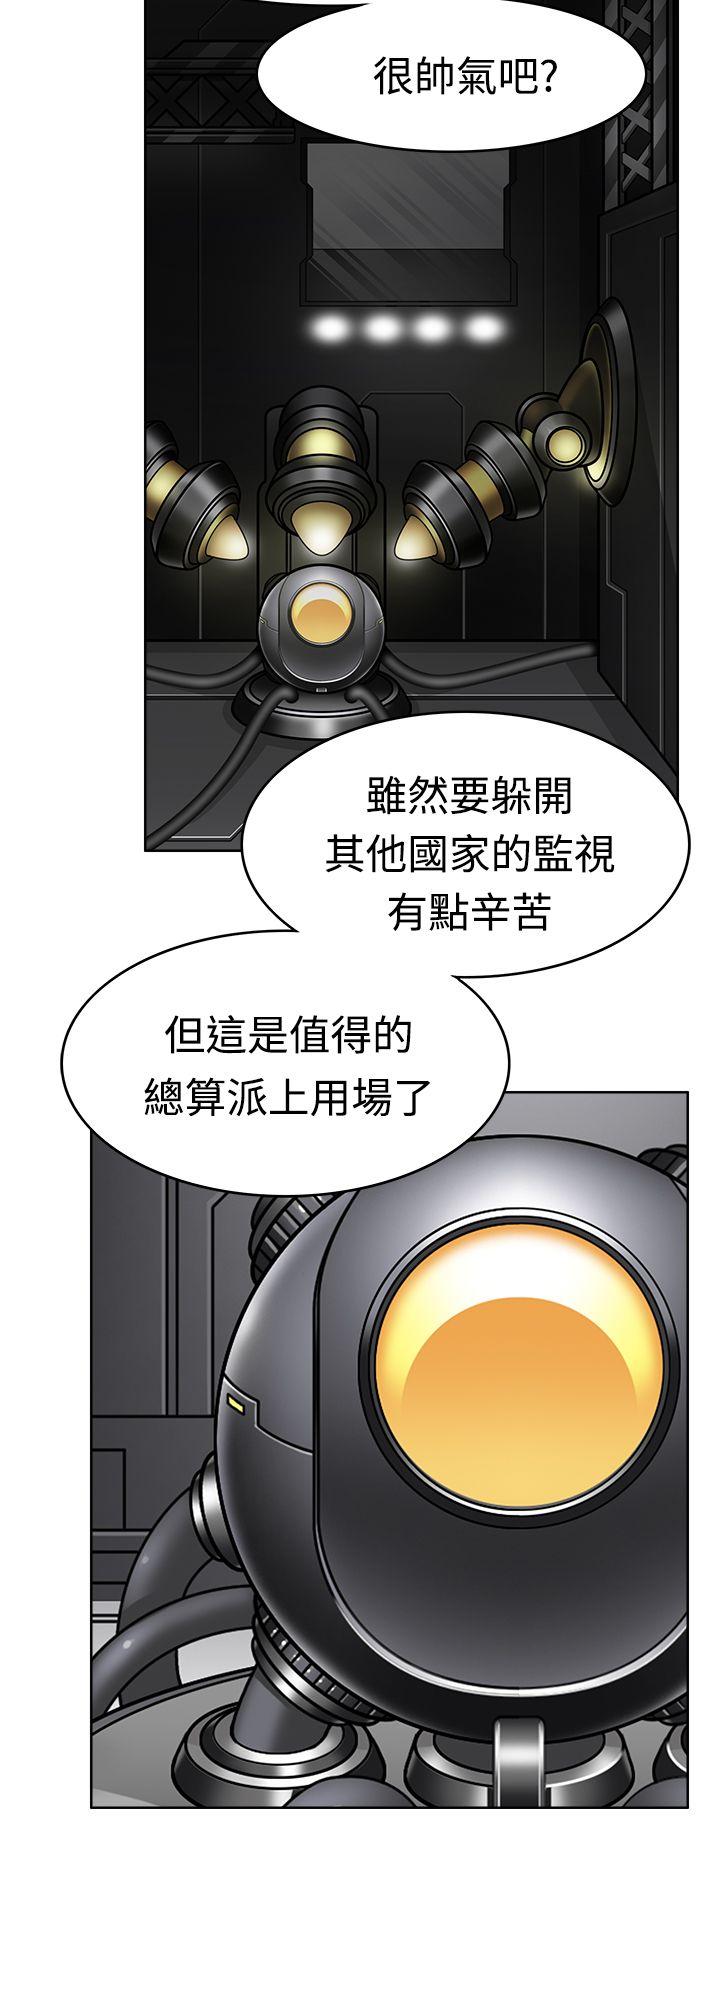 很帥氣吧?
雖然要躲開
其他國家的監視
有點辛苦
但這是值得的
總算派上用場了